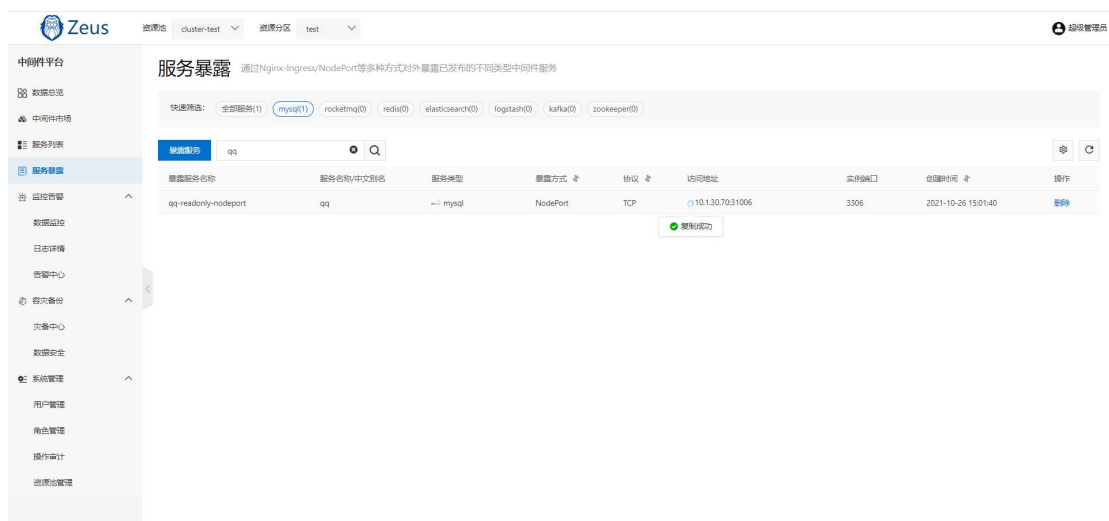 Zeus
资源池 cluster-test 资源分区 test
超级管理员
中间件平台
数据总览
中间件市场
服务列表
服务暴露
监控告警
数据监控
日志详情
告警中心
容灾备份
灾备中心
数据安全
系统管理
用户管理
角色管理
操作审计
资源池管理
服务暴露 通过Nginx-Ingress/NodePort等多种方式对外暴露已发布的不同类型中间件服务
快速筛选: 全部服务(1) mysql(1) rocketmq(0) redis(0) elasticsearch(0) logstash(0) kafka(0) zookeeper(0)
暴露服务 qq
暴露服务名称 服务名称/中文别名 服务类型 暴露方式 协议 访问地址 实例端口 创建时间 操作
qq-readonly-nodeport qq mysql NodePort TCP 10.1.30.70:31006 3306 2021-10-26 15:01:40 删除
复制成功